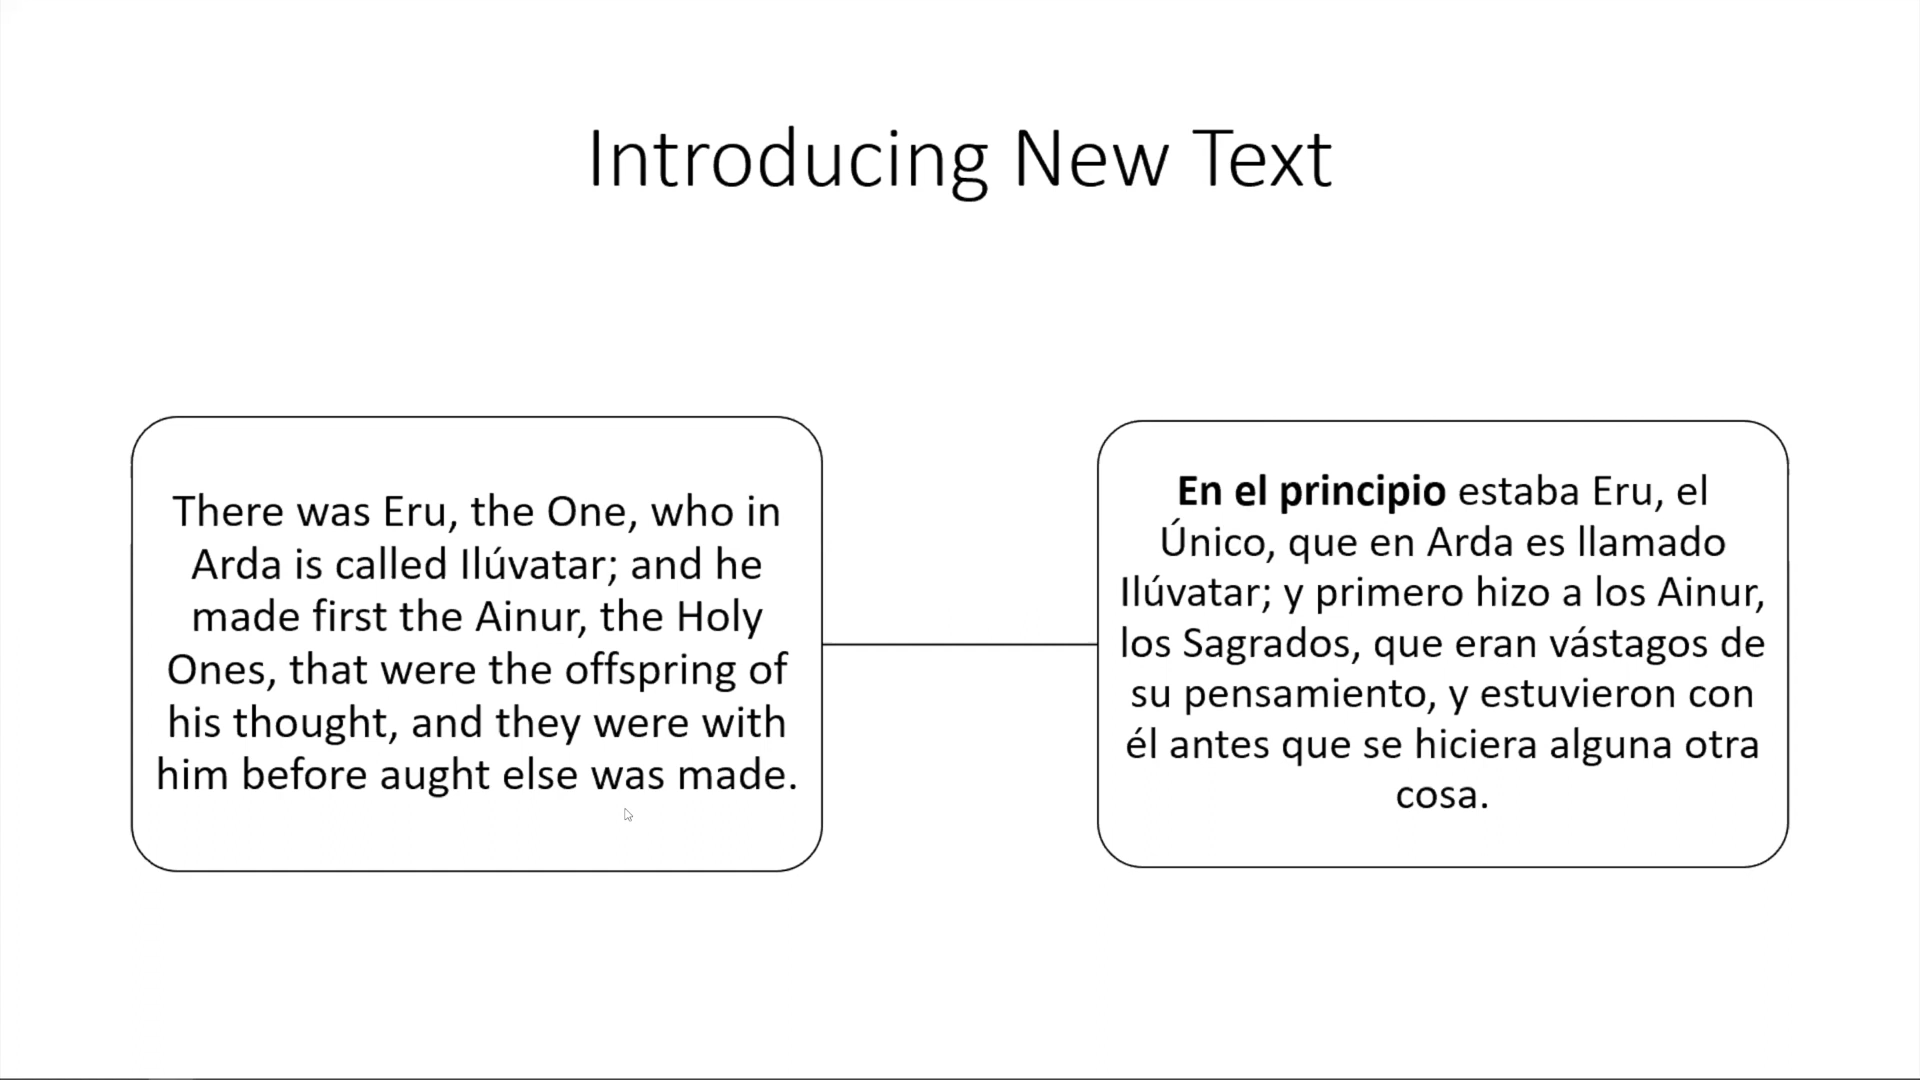 Introducing New Text
There was Eru, the One, who in
Arda is called Ilúvatar; and he
made first the Ainur, the Holy
Ones, that were the offspring of
his thought, and they were with
him before aught else was made.
En el principio estaba Eru, el
Único, que en Arda es llamado
Ilúvatar; y primero hizo a los Ainur,
los Sagrados, que eran vástagos de
su pensamiento, y estuvieron con
él antes que se hiciera alguna otra
cosa.